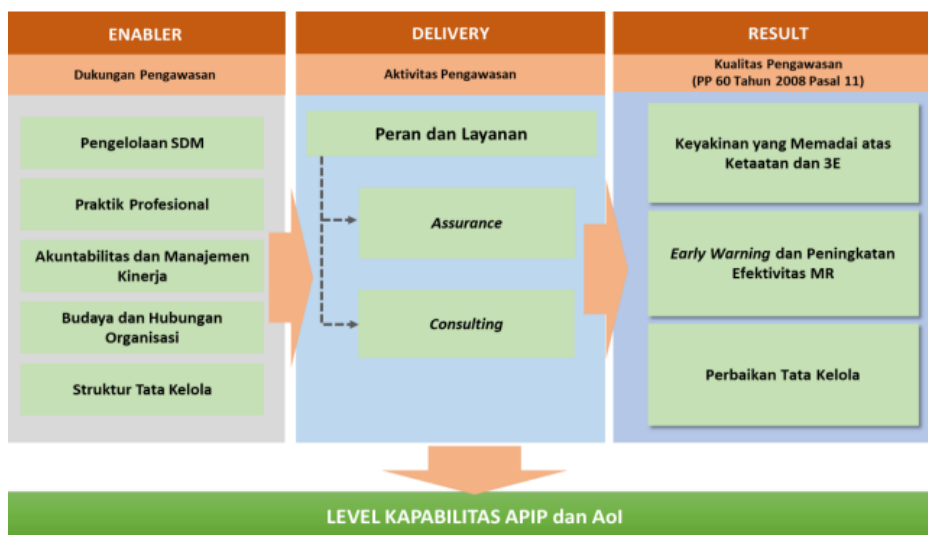 ENABLER
Dukungan Pengawasan
Pengelolaan SDM
Praktik Profesional
Akuntabilitas dan Manajemen
Kinerja
Budaya dan Hubungan
Organisasi
Struktur Tata Kelola
DELIVERY
Aktivitas Pengawasan
Peran dan Layanan
Assurance
Consulting
RESULT
Kualitas Pengawasan
(PP 60 Tahun 2008 Pasal 11)
Keyakinan yang Memadai atas
Ketaatan dan 3E
Early Warning dan Peningkatan
Efektivitas MR
Perbaikan Tata Kelola
LEVEL KAPABILITAS APIP dan AoI